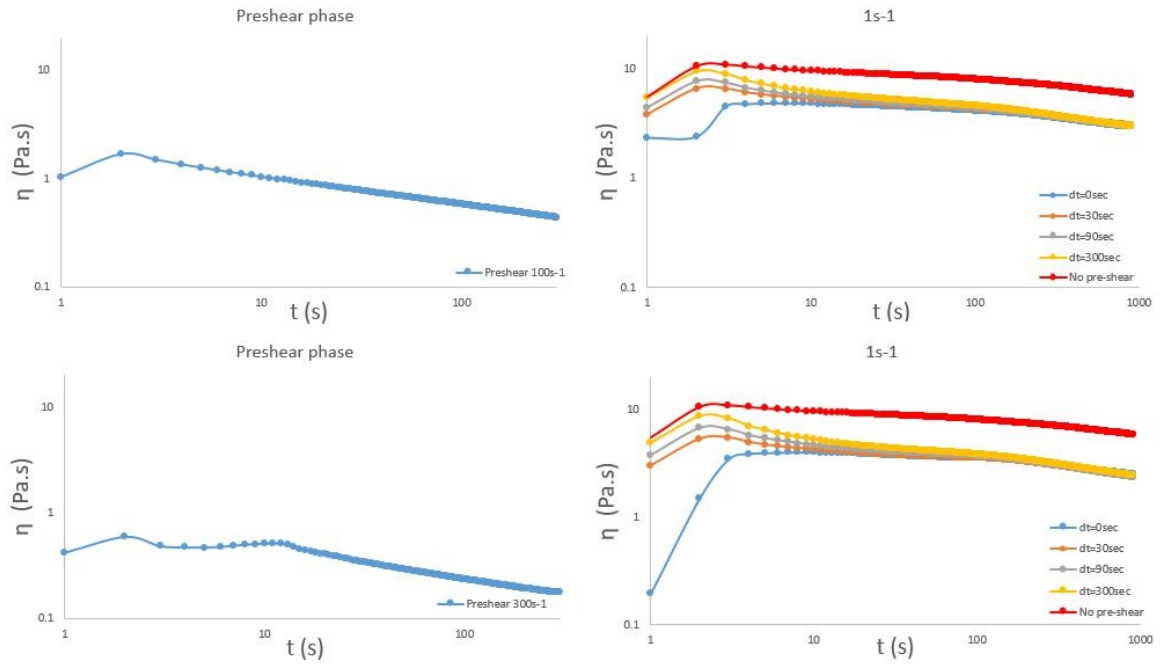 Preshear phase
10
1
0.1
η (Pa.s)
1
10
100
t (s)
Preshear 100s-1
1s-1
10
1
0.1
η (Pa.s)
1
10
100
1000
t (s)
dt=0sec
dt=30sec
dt=90sec
dt=300sec
No pre-shear
Preshear phase
10
1
0.1
η (Pa.s)
1
10
100
t (s)
Preshear 300s-1
1s-1
10
1
0.1
η (Pa.s)
1
10
100
1000
t (s)
dt=0sec
dt=30sec
dt=90sec
dt=300sec
No pre-shear